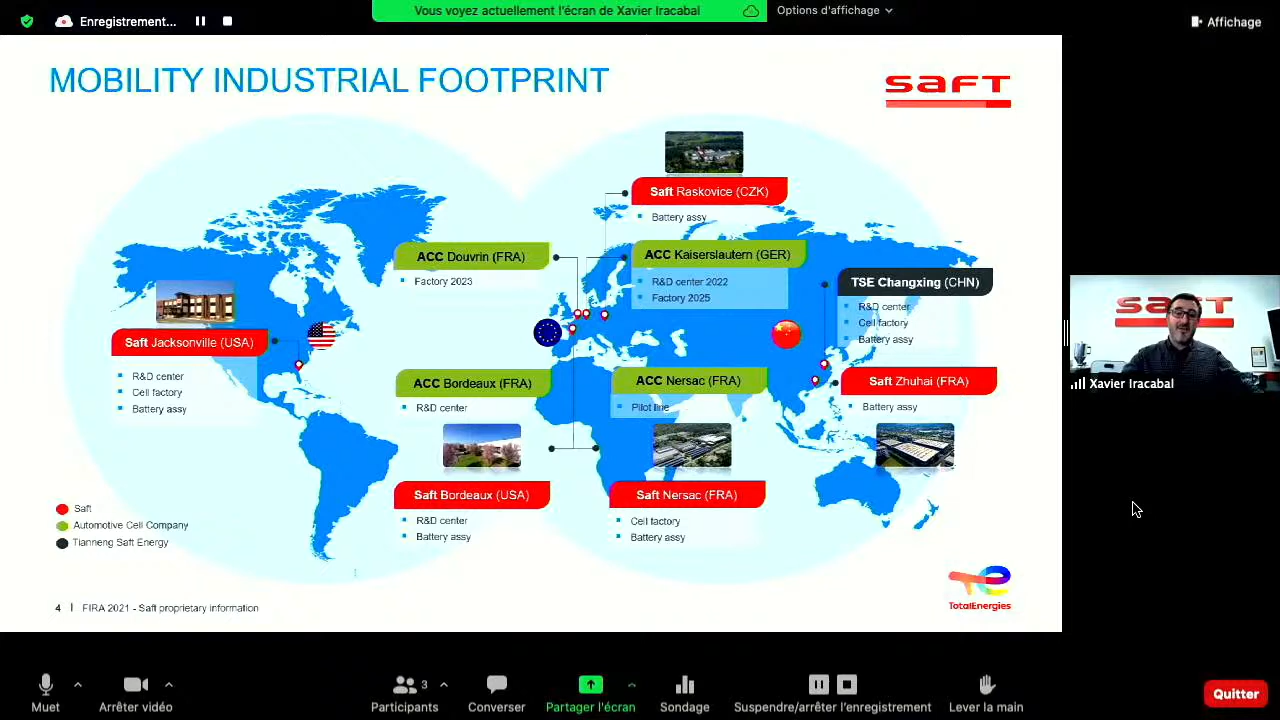 Enregistrement...
Vous voyez actuellement l'écran de Xavier Iracabal
Options d'affichage
Affichage
MOBILITY INDUSTRIAL FOOTPRINT
saft
Saft Raskovice (CZK)
Battery assy
ACC Douvrin (FRA)
Factory 2023
ACC Kaiserslautern (GER)
R&D center 2022
Factory 2025
TSE Changxing (CHN)
R&D center
Cell factory
Battery assy
Saft Jacksonville (USA)
R&D center
Cell factory
Battery assy
ACC Bordeaux (FRA)
R&D center
ACC Nersac (FRA)
Pilot line
Saft Zhuhai (FRA)
Battery assy
Saft Bordeaux (USA)
R&D center
Battery assy
Saft Nersac (FRA)
Cell factory
Battery assy
Saft
Automotive Cell Company
Tianneng Saft Energy
TotalEnergies
4 | FIRA 2021 - Saft proprietary information
saft
Xavier Iracabal
Muet
Arrêter vidéo
3
Participants
Converser
Partager l'écran
Sondage
Suspendre/arrêter l'enregistrement
Lever la main
Quitter